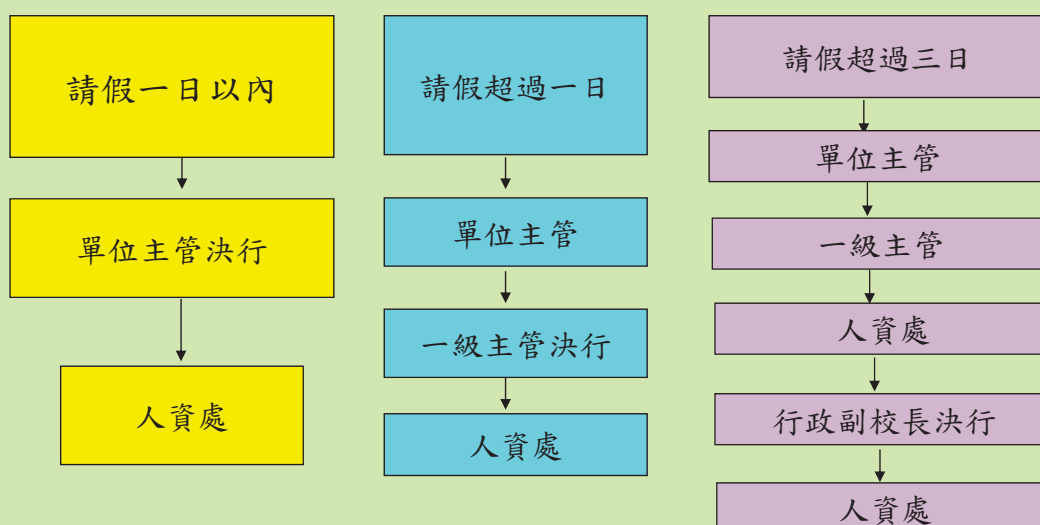 請假一日以內
單位主管決行
人資處
請假超過一日
單位主管
一級主管決行
人資處
請假超過三日
單位主管
一級主管
人資處
行政副校長決行
人資處